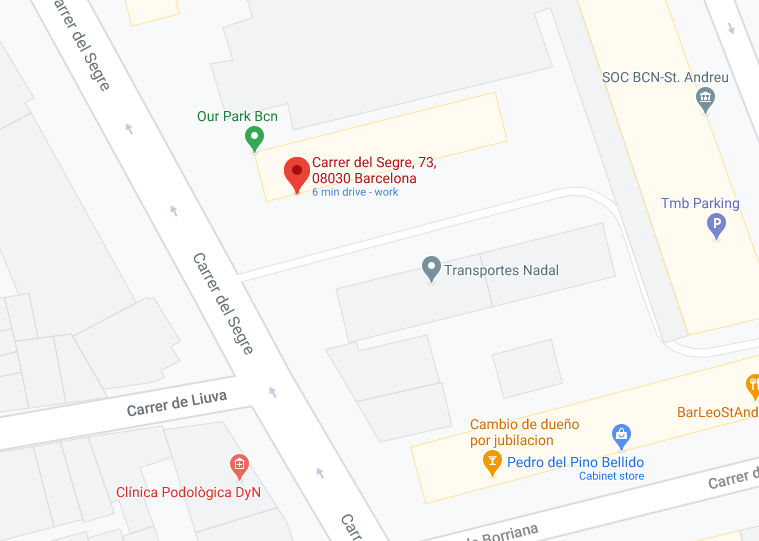 Carrer del Segre
SOC BCN-St. Andreu
Our Park Bcn
Carrer del Segre, 73,
08030 Barcelona
6 min drive - work
Tmb Parking
P
Carrer del Segre
Transportes Nadal
Carrer de Liuva
BarLeoStAnd
Cambio de dueño
por jubilacion
Pedro del Pino Bellido
Cabinet store
Clínica Podològica DyN
Carrer d
de Borriana
Carr